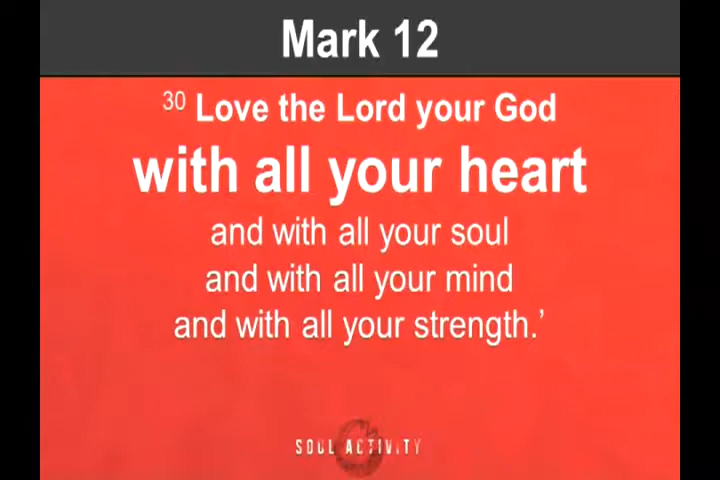 Mark 12
30 Love the Lord your God
with all your heart
and with all your soul
and with all your mind
and with all your strength.’
SOUL ACTIVITY